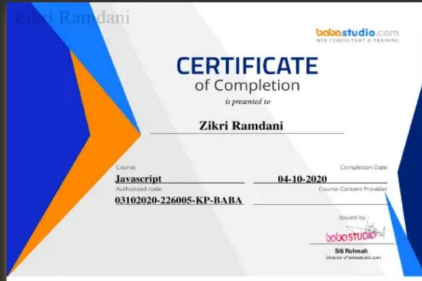 Zikri Ramdani
babastudio.com
WEB CONSULTANT & TRAINING
CERTIFICATE
of Completion
is presented to
Zikri Ramdani
Course
Completion Date
Javascript
04-10-2020
Authorized code
Course Content Provider
03102020-226005-KP-BABA
Issued by :
babastudio
Siti Rohmah
Director of babastudio.com